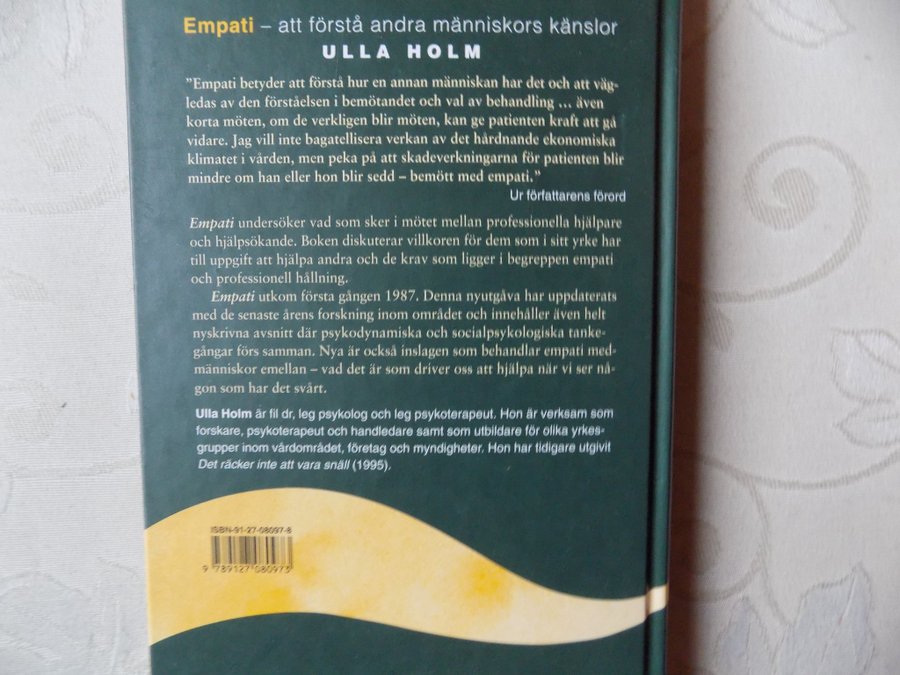 Empati – att förstå andra människors känslor
ULLA HOLM
"Empati betyder att förstå hur en annan människan har det och att väg-
ledas av den förståelsen i bemötandet och val av behandling ... även
korta möten, om de verkligen blir möten, kan ge patienten kraft att gå
vidare. Jag vill inte bagatellisera verkan av det hårdnande ekonomiska
klimatet i vården, men peka på att skadeverkningarna för patienten blir
mindre om han eller hon blir sedd – bemött med empati."
Ur författarens förord
Empati undersöker vad som sker i mötet mellan professionella hjälpare
och hjälpsökande. Boken diskuterar villkoren för dem som i sitt yrke har
till uppgift att hjälpa andra och de krav som ligger i begreppen empati
och professionell hållning.
Empati utkom första gången 1987. Denna nyutgåva har uppdaterats
med de senaste årens forskning inom området och innehåller även helt
nyskrivna avsnitt där psykodynamiska och socialpsykologiska tanke-
gångar förs samman. Nya är också inslagen som behandlar empati med-
människor emellan – vad det är som driver oss att hjälpa när vi ser nå-
gon som har det svårt.
Ulla Holm är fil dr, leg psykolog och leg psykoterapeut. Hon är verksam som
forskare, psykoterapeut och handledare samt som utbildare för olika yrkes-
grupper inom vårdområdet, företag och myndigheter. Hon har tidigare utgivit
Det räcker inte att vara snäll (1995).
ISBN-91-27-08097-8
9 789127 080973